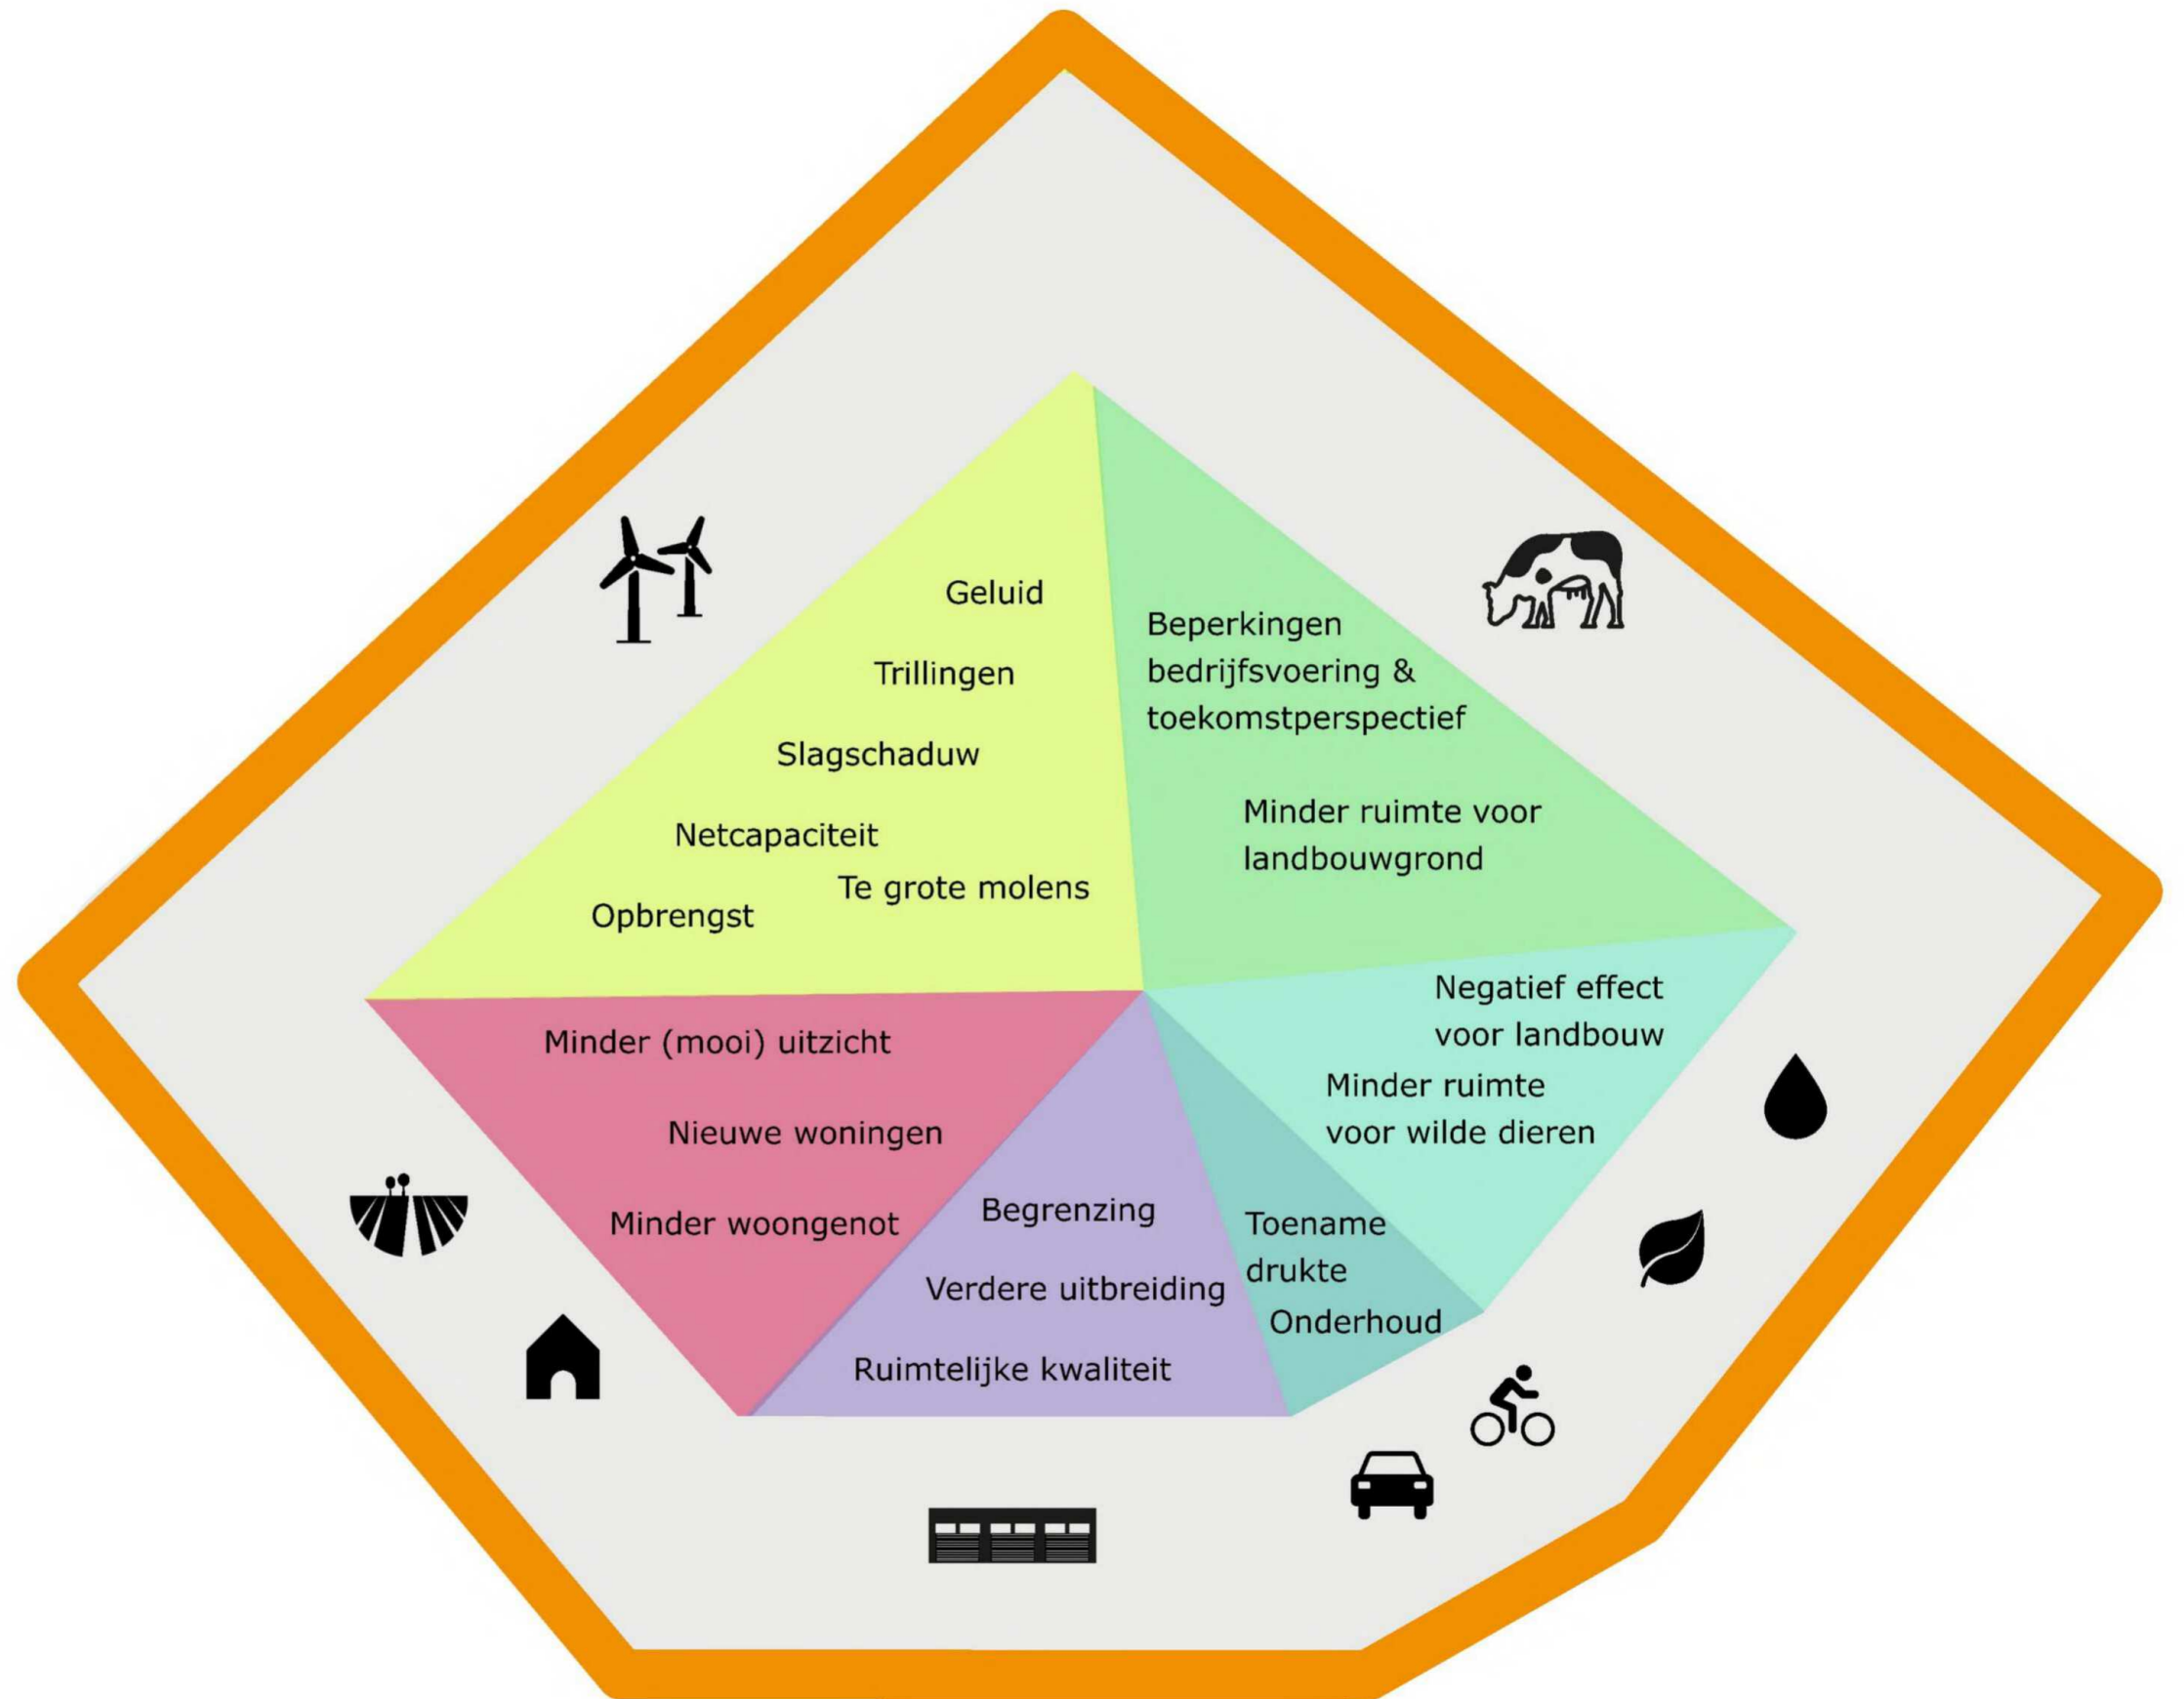 Geluid
Trillingen
Slagschaduw
Netcapaciteit
Te grote molens
Opbrengst
Beperkingen
bedrijfsvoering &
toekomstperspectief
Minder ruimte voor
landbouwgrond
Negatief effect
voor landbouw
Minder ruimte
voor wilde dieren
Minder (mooi) uitzicht
Nieuwe woningen
Minder woongenot
Begrenzing
Verdere uitbreiding
Ruimtelijke kwaliteit
Toename
drukte
Onderhoud